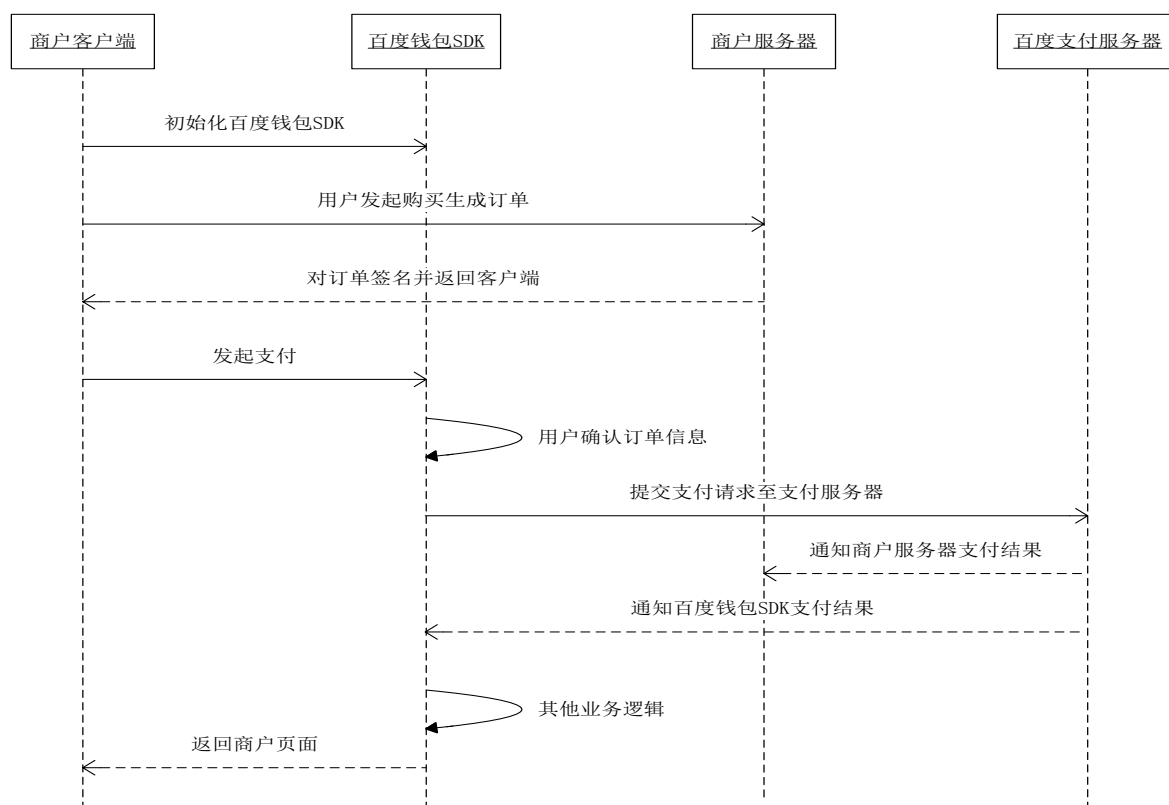 商户客户端
百度钱包SDK
商户服务器
百度支付服务器
初始化百度钱包SDK
用户发起购买生成订单
对订单签名并返回客户端
发起支付
用户确认订单信息
提交支付请求至支付服务器
通知商户服务器支付结果
通知百度钱包SDK支付结果
其他业务逻辑
返回商户页面